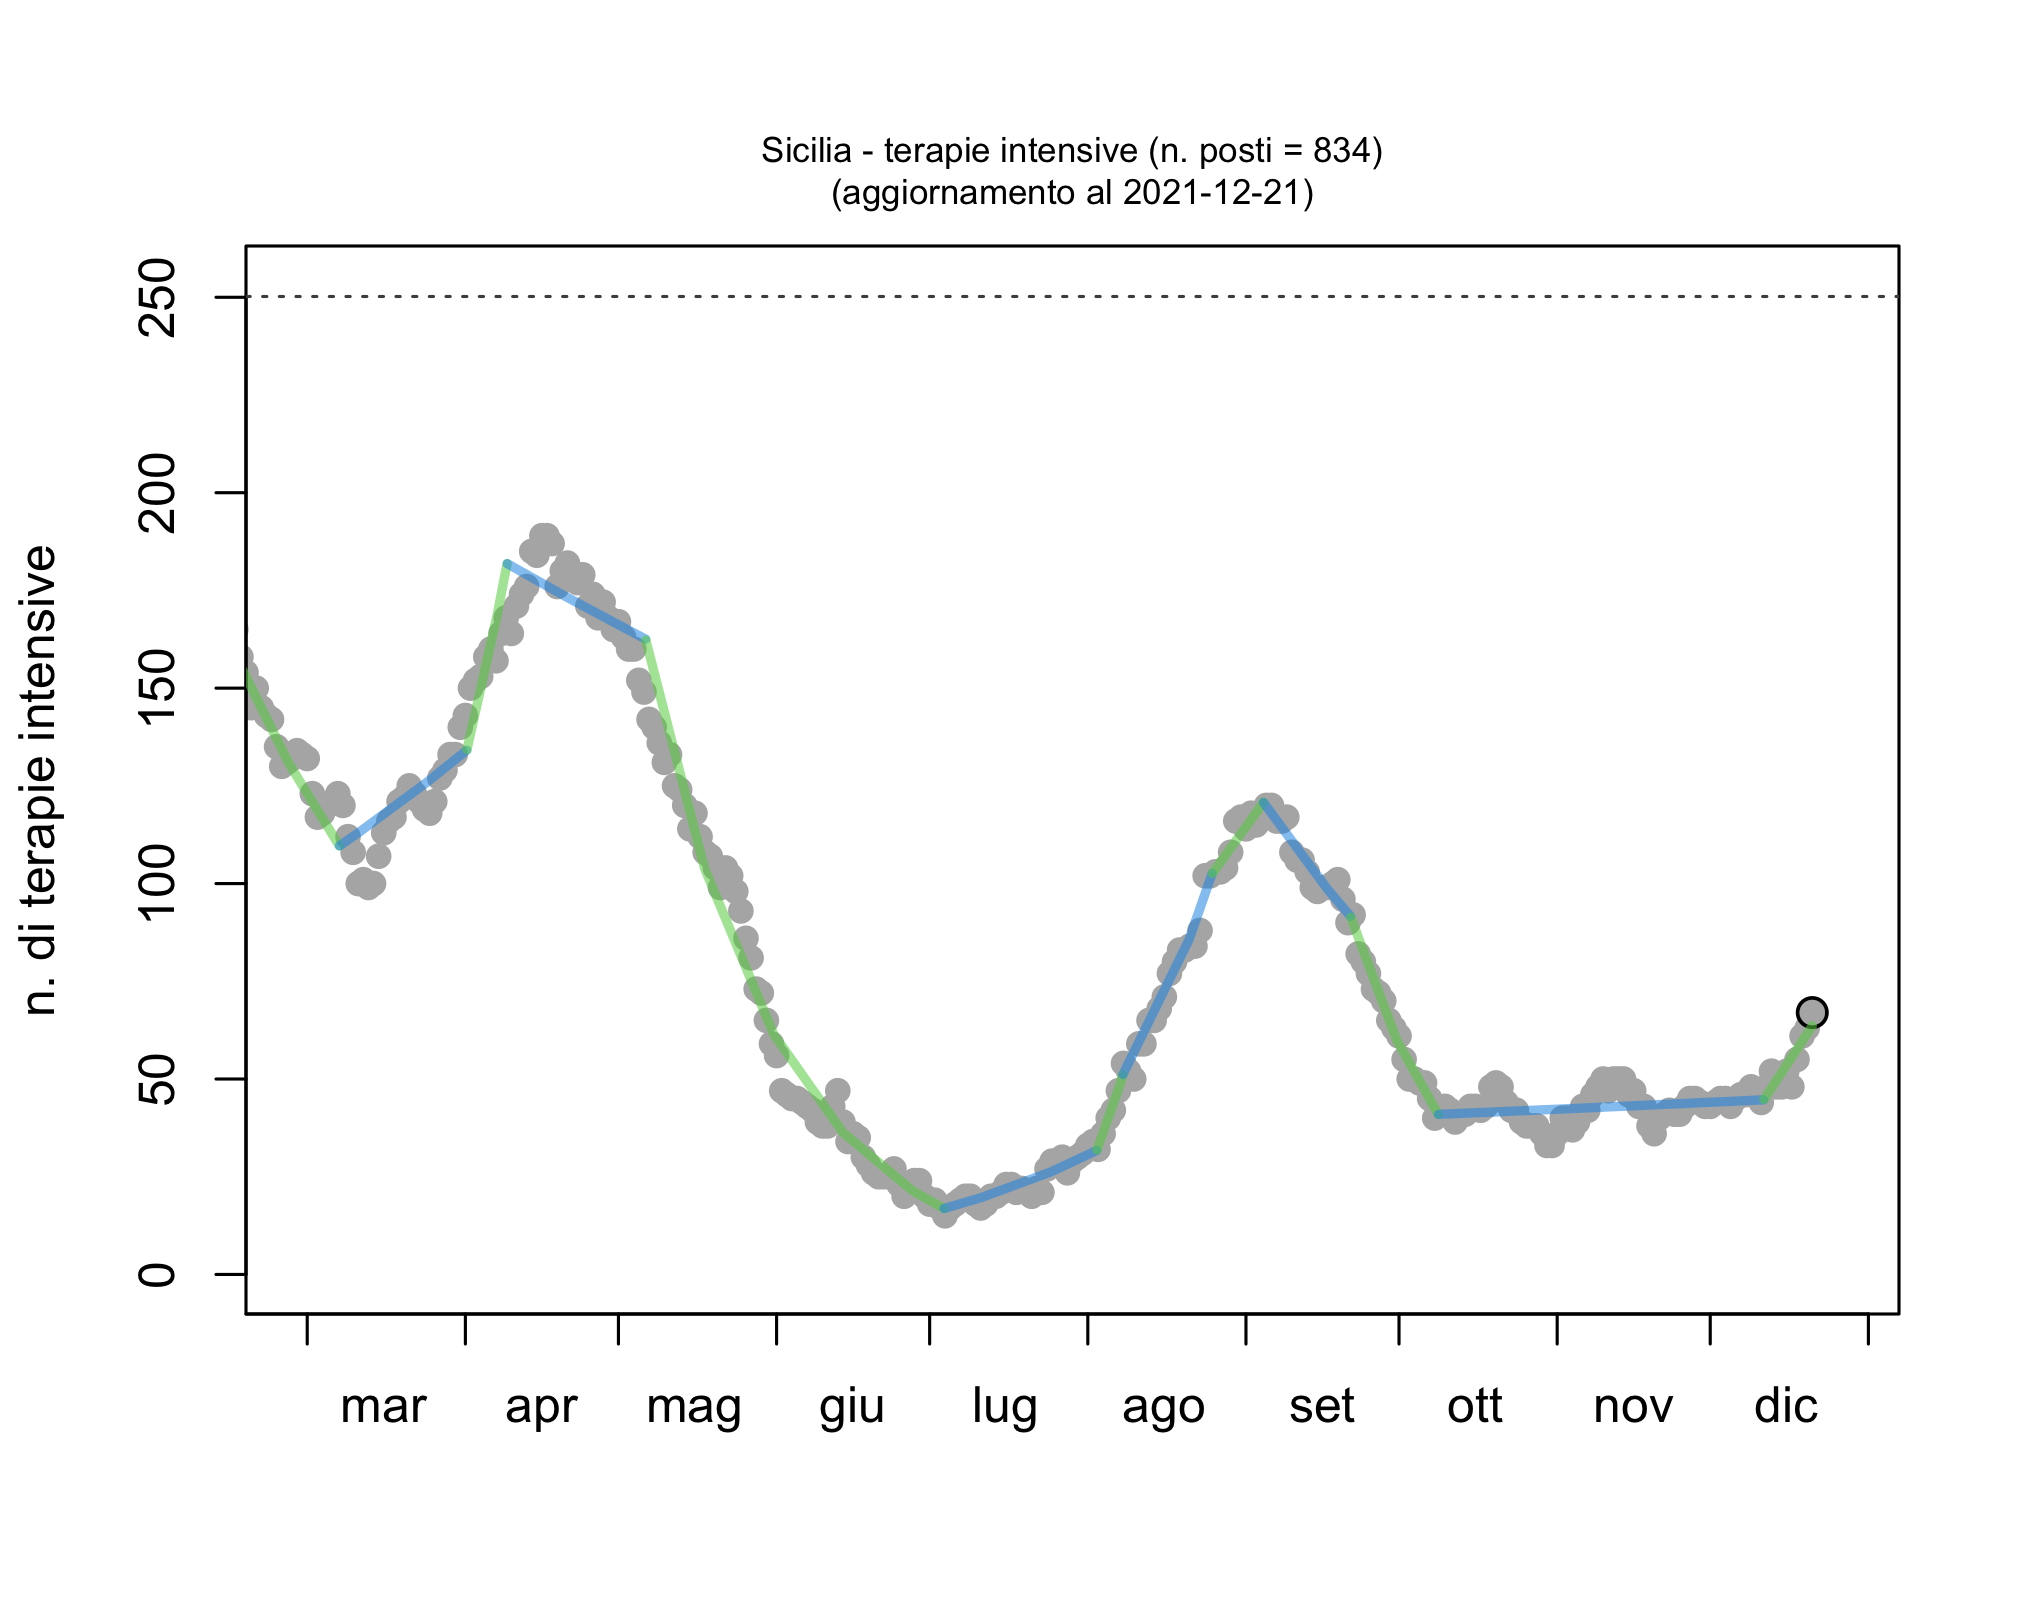 Sicilia - terapie intensive (n. posti = 834)
(aggiornamento al 2021-12-21)
n. di terapie intensive
250
200
150
100
50
0
mar apr mag giu lug ago set ott nov dic